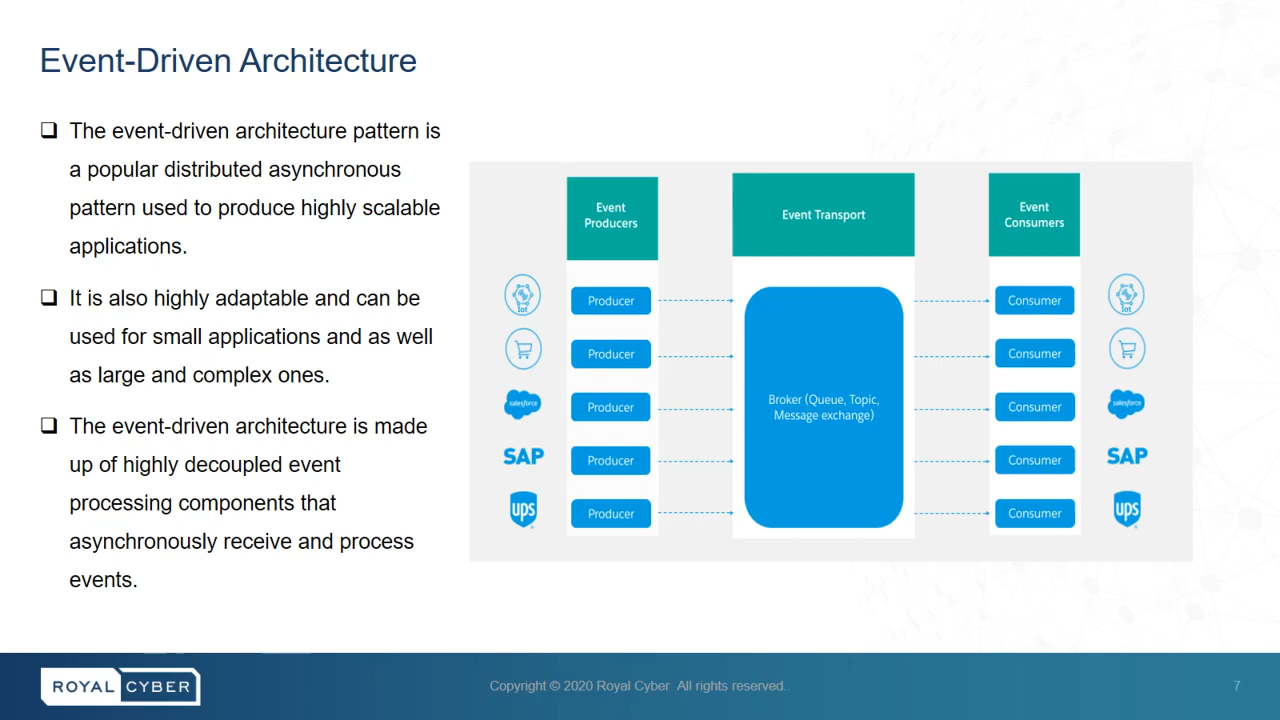 Event-Driven Architecture
❑ The event-driven architecture pattern is
a popular distributed asynchronous
pattern used to produce highly scalable
applications.
❑ It is also highly adaptable and can be
used for small applications and as well
as large and complex ones.
❑ The event-driven architecture is made
up of highly decoupled event
processing components that
asynchronously receive and process
events.
Event
Producers
Event Transport
Event
Consumers
Iot
Producer
Consumer
Iot
Producer
Consumer
salesforce
Producer
Broker (Queue, Topic,
Message exchange)
Consumer
salesforce
SAP
Producer
Consumer
SAP
ups
Producer
Consumer
ups
ROYAL CYBER
Copyright © 2020 Royal Cyber All rights reserved..
7